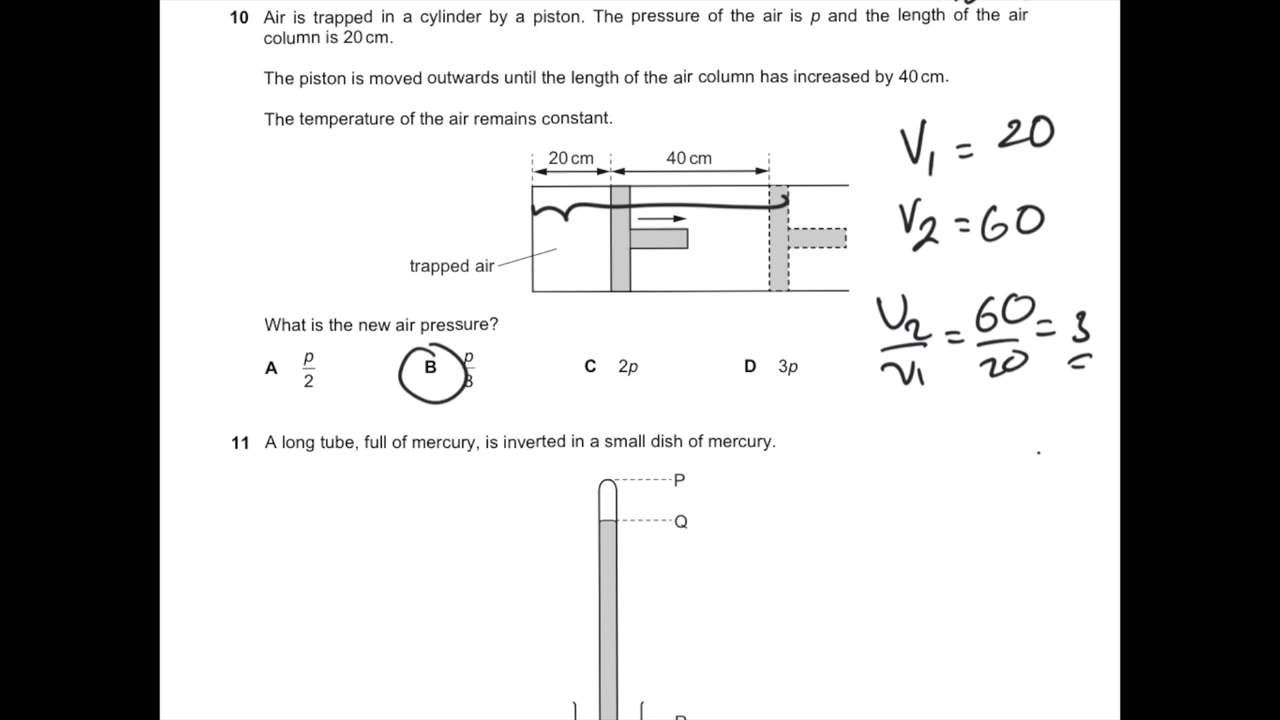 10 Air is trapped in a cylinder by a piston. The pressure of the air is p and the length of the air
column is 20 cm.
The piston is moved outwards until the length of the air column has increased by 40 cm.
The temperature of the air remains constant.
20 cm 40 cm
trapped air
V1 = 20
V2 = 60
V2/V1 = 60/20 = 3
What is the new air pressure?
A p/2 B p/3 C 2p D 3p
11 A long tube, full of mercury, is inverted in a small dish of mercury.
P
Q